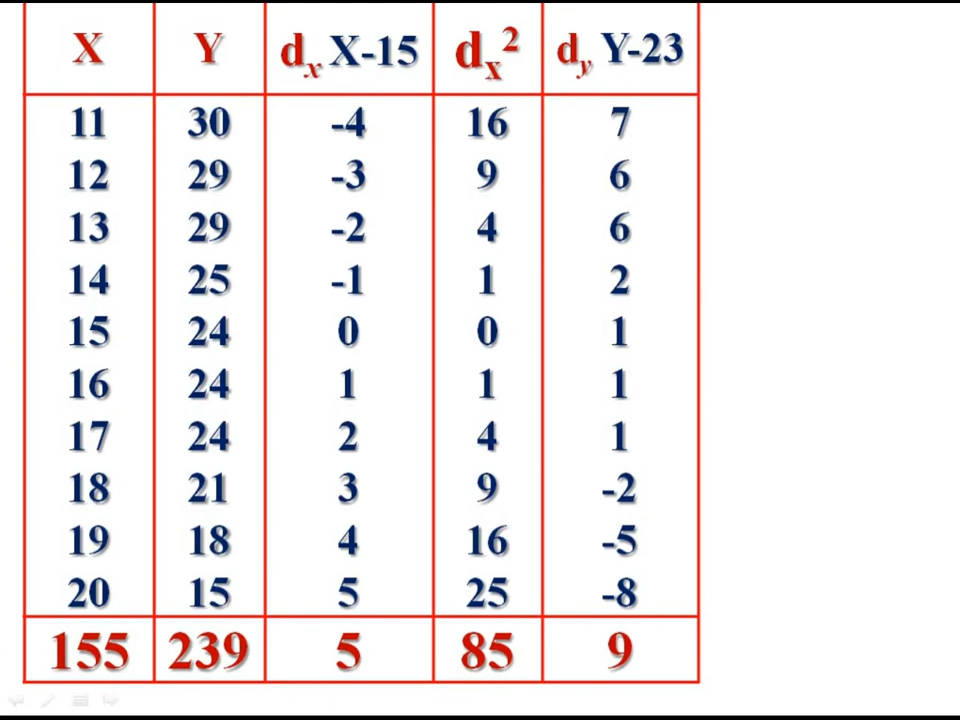 X Y dx X-15 dx² dy Y-23
11 30 -4 16 7
12 29 -3 9 6
13 29 -2 4 6
14 25 -1 1 2
15 24 0 0 1
16 24 1 1 1
17 24 2 4 1
18 21 3 9 -2
19 18 4 16 -5
20 15 5 25 -8
155 239 5 85 9